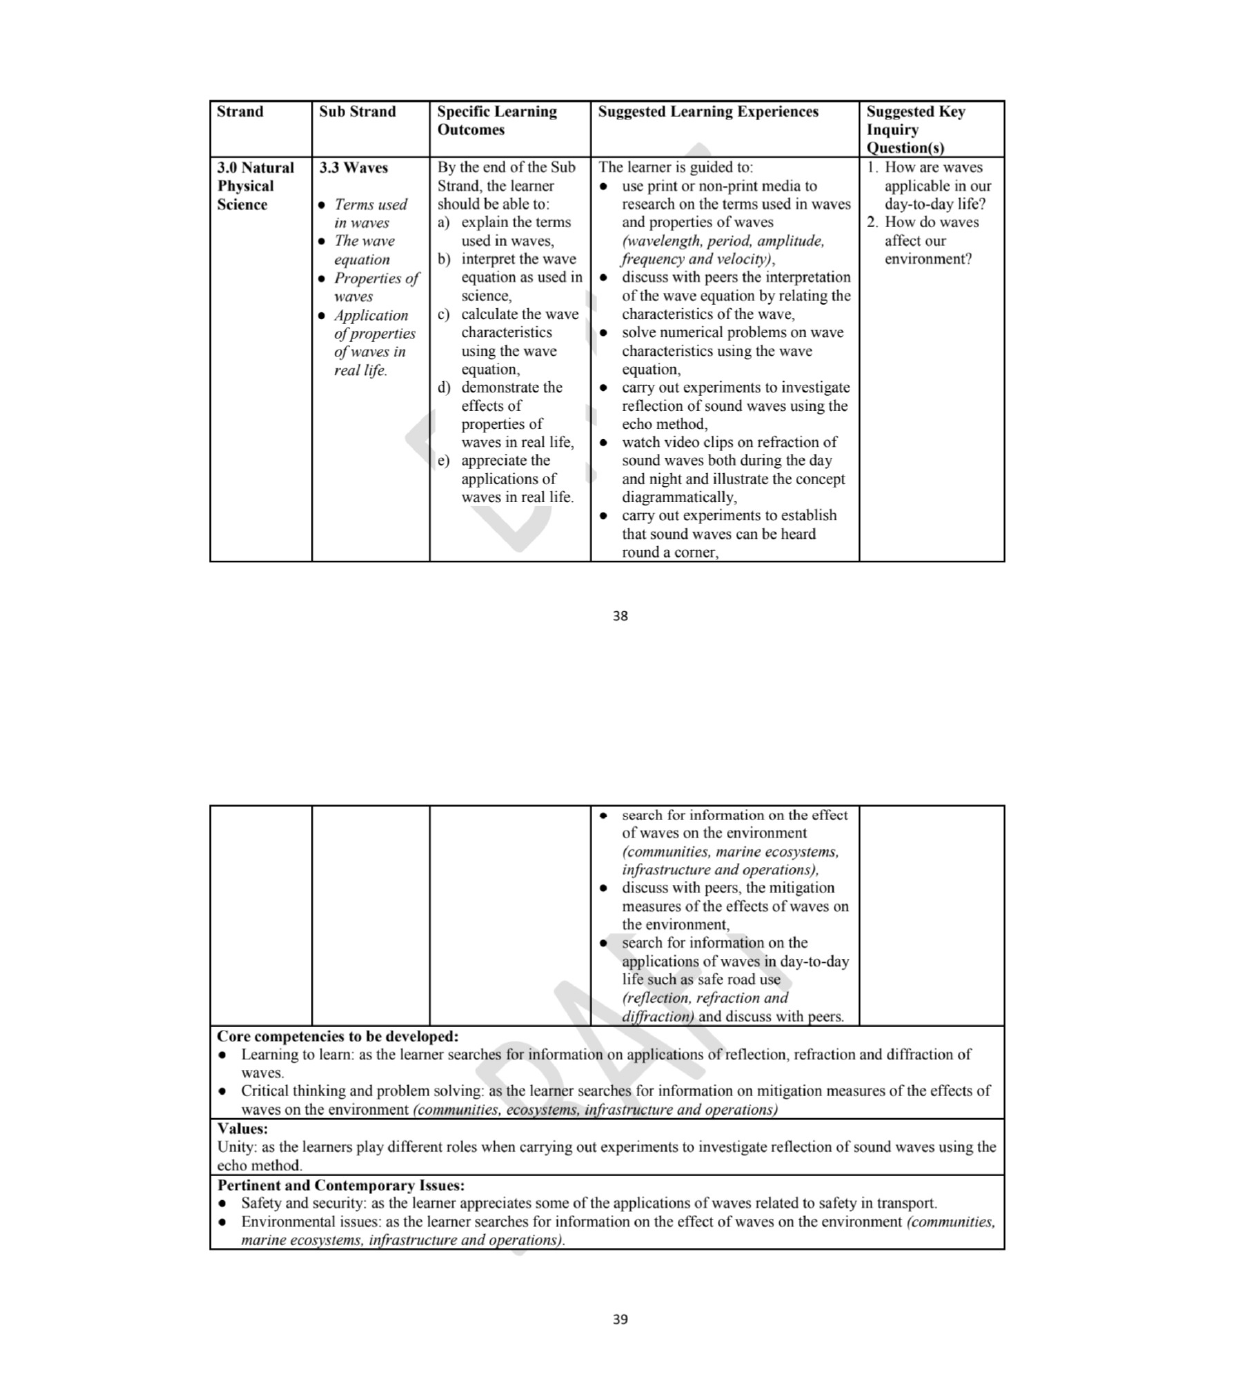 Strand
Sub Strand
Specific Learning
Outcomes
Suggested Learning Experiences
Suggested Key
Inquiry
Question(s)
3.0 Natural
Physical
Science
3.3 Waves
● Terms used
in waves
● The wave
equation
● Properties of
waves
● Application
of properties
of waves in
real life.
By the end of the Sub
Strand, the learner
should be able to:
a) explain the terms
used in waves,
b) interpret the wave
equation as used in
science,
c) calculate the wave
characteristics
using the wave
equation,
d) demonstrate the
effects of
properties of
waves in real life,
e) appreciate the
applications of
waves in real life.
The learner is guided to:
● use print or non-print media to
research on the terms used in waves
and properties of waves
(wavelength, period, amplitude,
frequency and velocity),
● discuss with peers the interpretation
of the wave equation by relating the
characteristics of the wave,
● solve numerical problems on wave
characteristics using the wave
equation,
● carry out experiments to investigate
reflection of sound waves using the
echo method,
● watch video clips on refraction of
sound waves both during the day
and night and illustrate the concept
diagrammatically,
● carry out experiments to establish
that sound waves can be heard
round a corner,
1. How are waves
applicable in our
day-to-day life?
2. How do waves
affect our
environment?
38
● search for information on the effect
of waves on the environment
(communities, marine ecosystems,
infrastructure and operations),
● discuss with peers, the mitigation
measures of the effects of waves on
the environment,
● search for information on the
applications of waves in day-to-day
life such as safe road use
(reflection, refraction and
diffraction) and discuss with peers.
Core competencies to be developed:
● Learning to learn: as the learner searches for information on applications of reflection, refraction and diffraction of
waves.
● Critical thinking and problem solving: as the learner searches for information on mitigation measures of the effects of
waves on the environment (communities, ecosystems, infrastructure and operations)
Values:
Unity: as the learners play different roles when carrying out experiments to investigate reflection of sound waves using the
echo method.
Pertinent and Contemporary Issues:
● Safety and security: as the learner appreciates some of the applications of waves related to safety in transport.
● Environmental issues: as the learner searches for information on the effect of waves on the environment (communities,
marine ecosystems, infrastructure and operations).
39